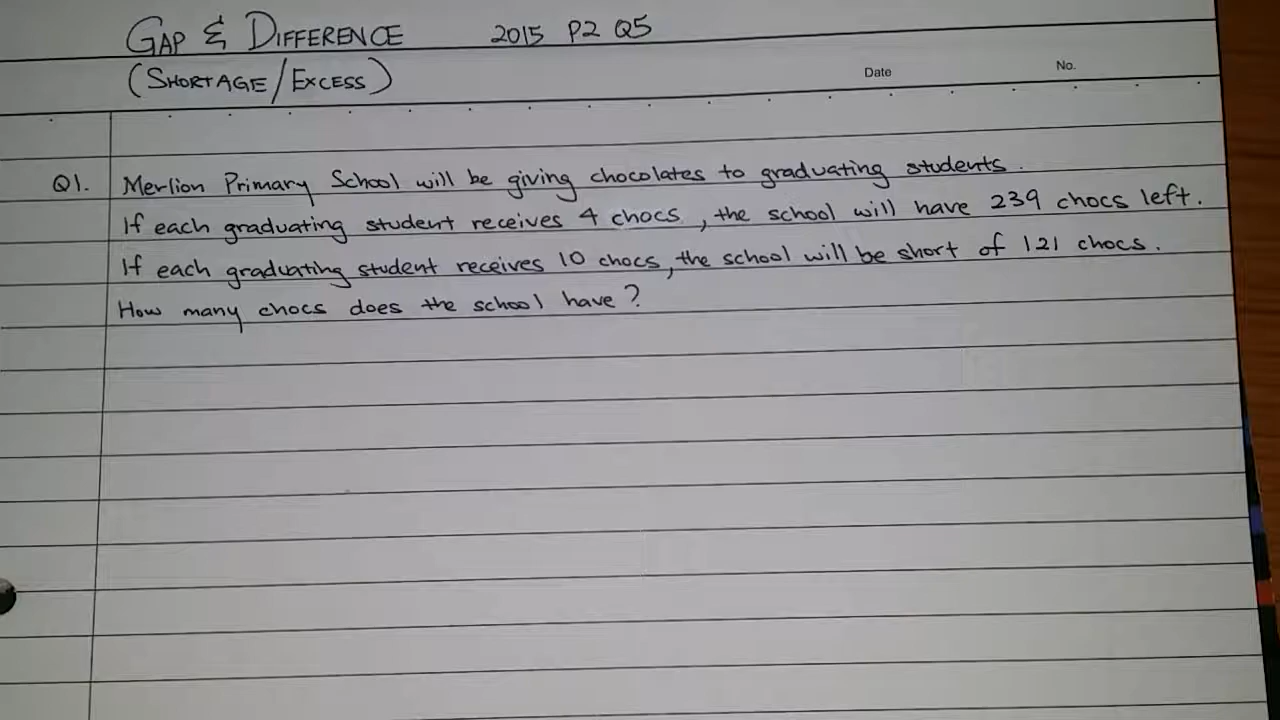 GAP & DIFFERENCE 2015 P2 Q5
(SHORTAGE/EXCESS)
Date No.
Q1. Merlion Primary School will be giving chocolates to graduating students.
If each graduating student receives 4 chocs, the school will have 239 chocs left.
If each graduating student receives 10 chocs, the school will be short of 121 chocs.
How many chocs does the school have?